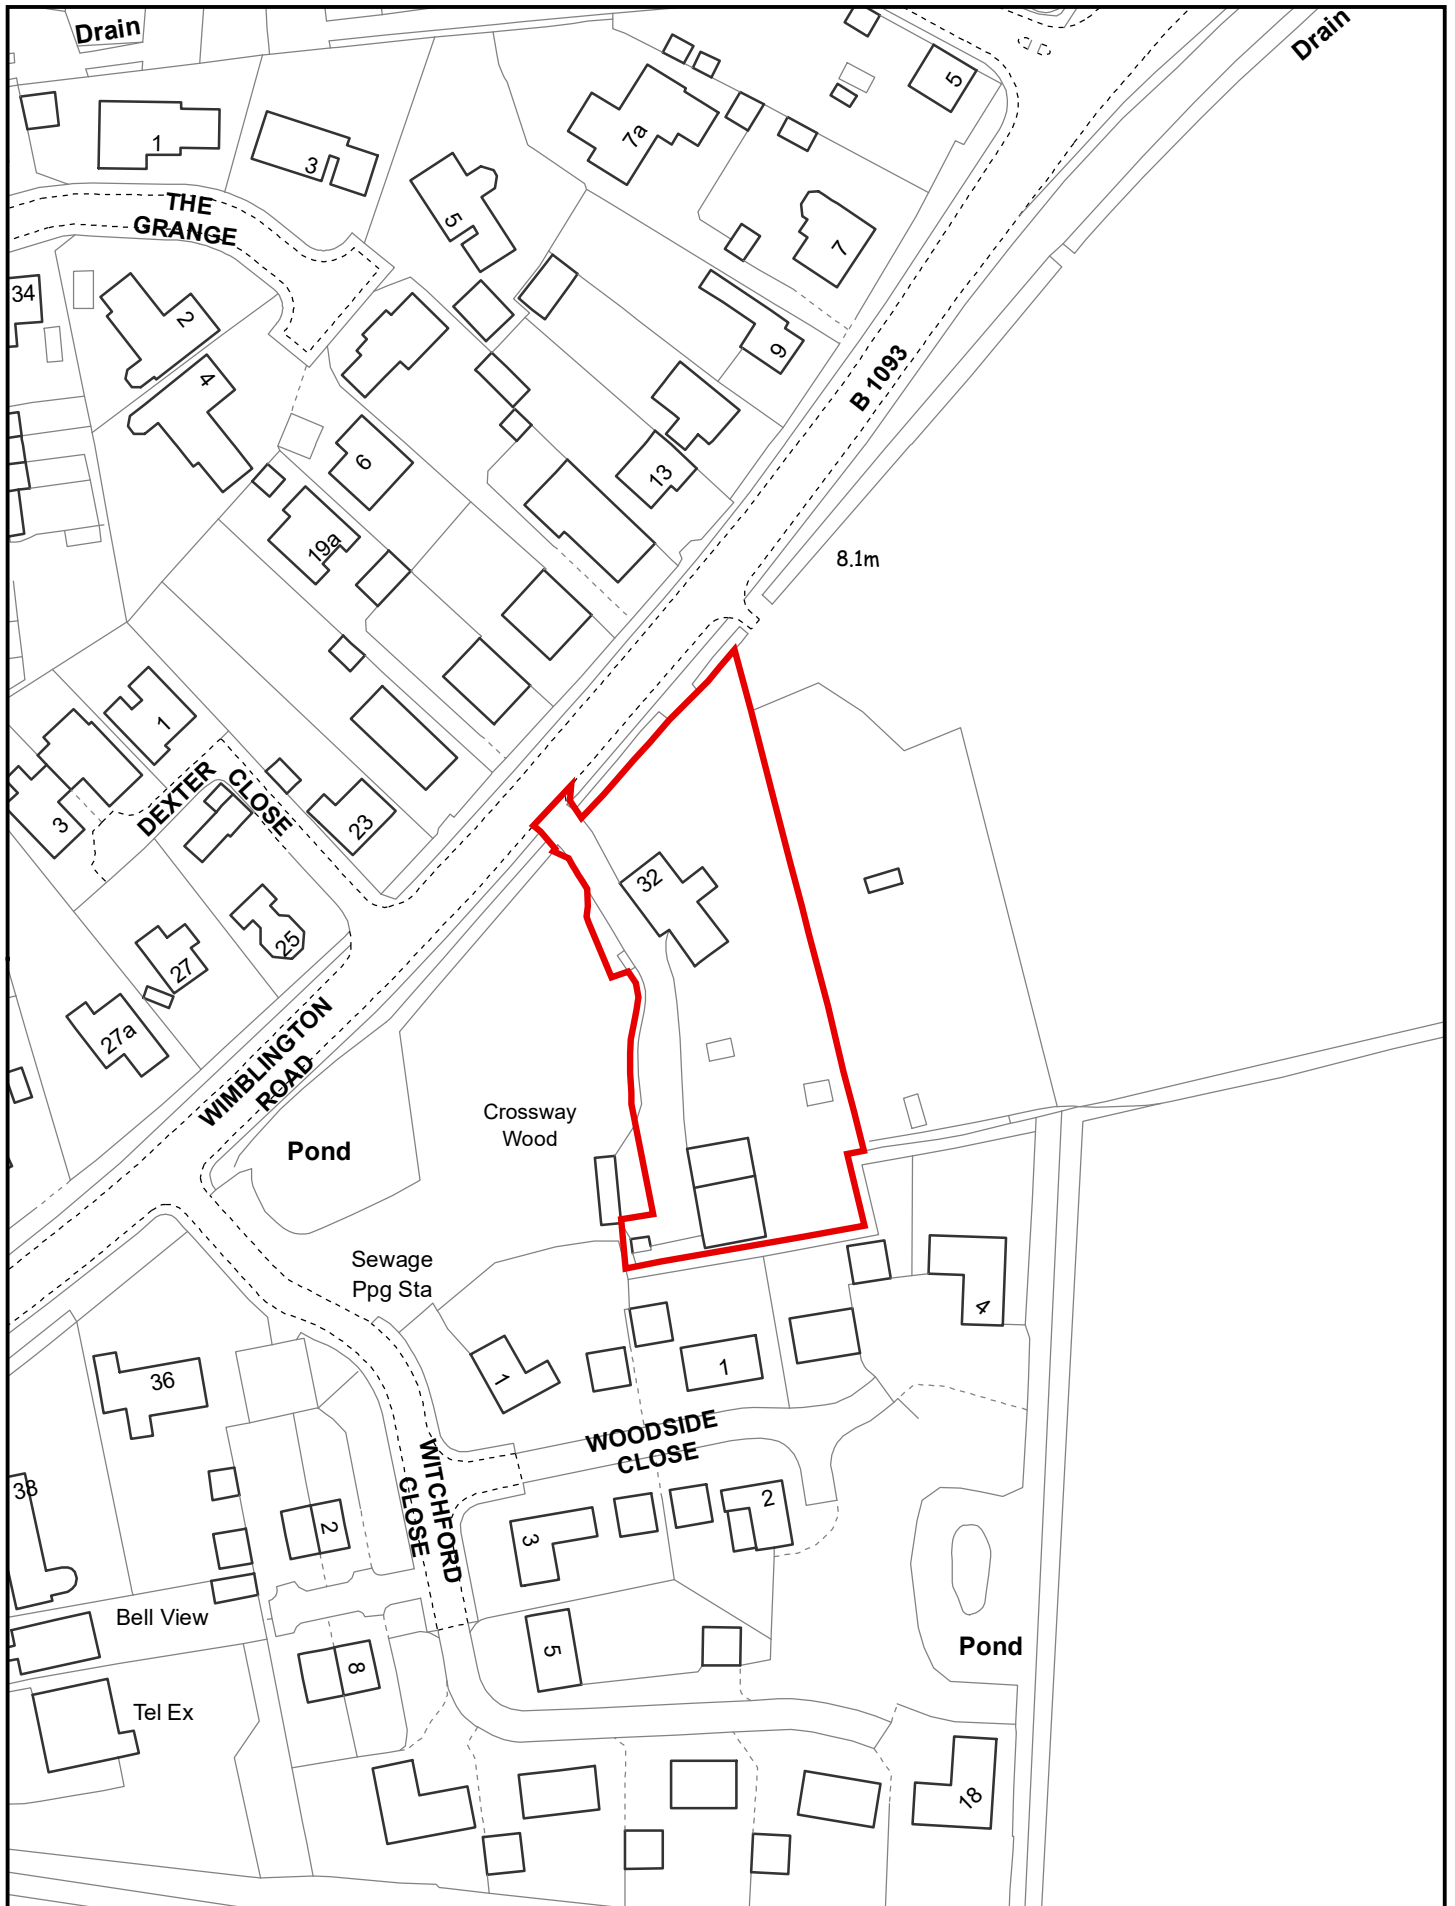 Drain
Drain
5
1
3
7a
5
THE
GRANGE
7
34
2
9
B 1093
4
6
13
19a
8.1m
1
DEXTER
CLOSE
3
23
32
25
27
27a
WIMBLINGTON
ROAD
Crossway
Wood
Pond
Sewage
Ppg Sta
4
1
1
36
WOODSIDE
CLOSE
WITCHFORD
CLOSE
38
2
2
3
Bell View
5
Pond
8
Tel Ex
18